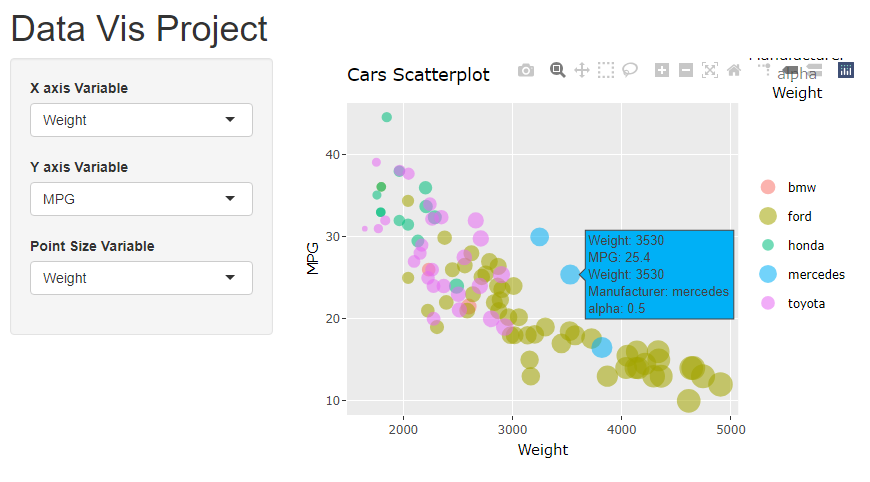 Data Vis Project
X axis Variable
Weight
Y axis Variable
MPG
Point Size Variable
Weight
Cars Scatterplot
Manufacturer
alpha
Weight
bmw
ford
honda
mercedes
toyota
MPG
40
30
20
10
Weight: 3530
MPG: 25.4
Weight: 3530
Manufacturer: mercedes
alpha: 0.5
2000 3000 4000 5000
Weight